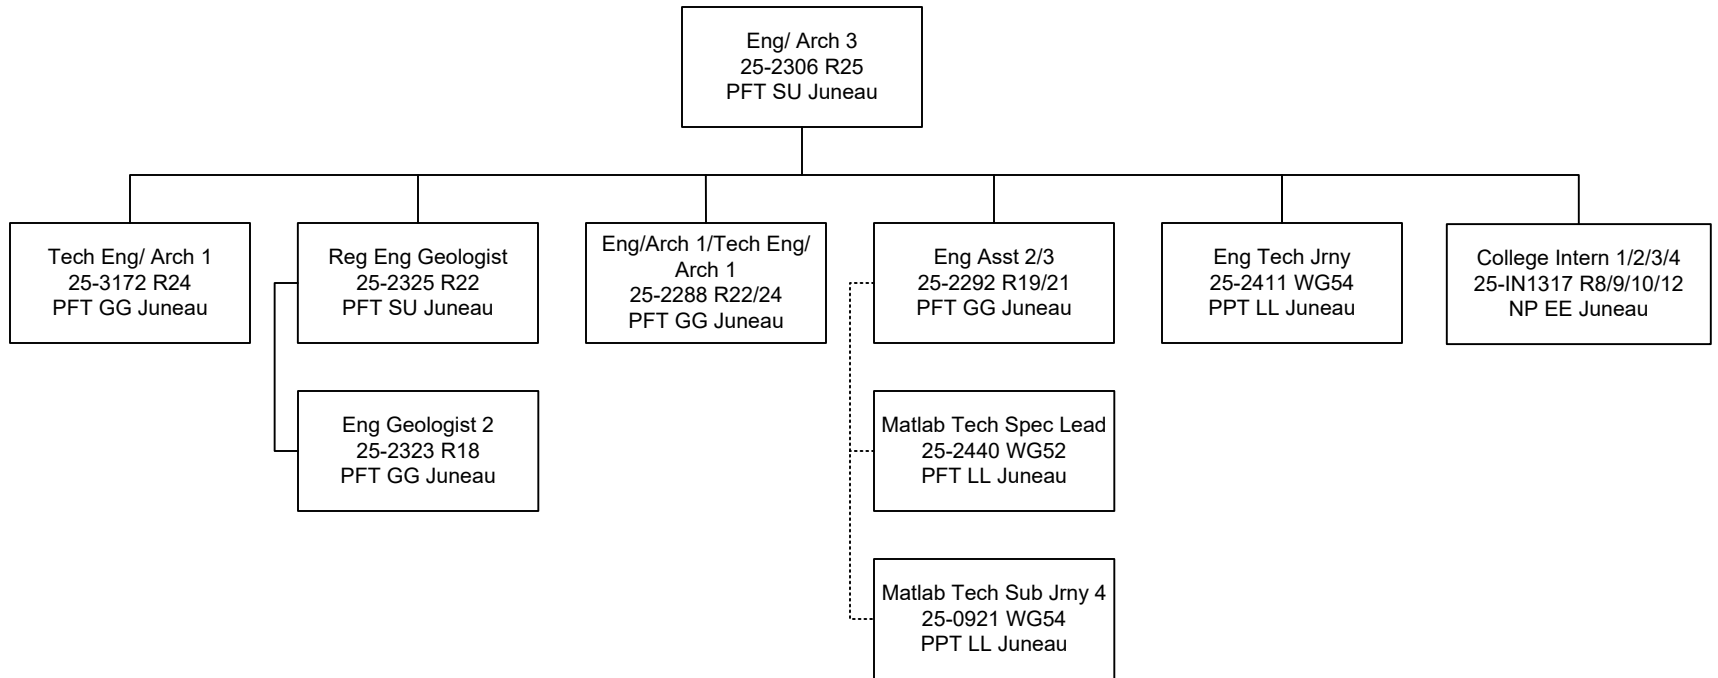 Eng/ Arch 3
25-2306 R25
PFT SU Juneau
Tech Eng/ Arch 1
25-3172 R24
PFT GG Juneau
Reg Eng Geologist
25-2325 R22
PFT SU Juneau
Eng/Arch 1/Tech Eng/
Arch 1
25-2288 R22/24
PFT GG Juneau
Eng Asst 2/3
25-2292 R19/21
PFT GG Juneau
Eng Tech Jrny
25-2411 WG54
PPT LL Juneau
College Intern 1/2/3/4
25-IN1317 R8/9/10/12
NP EE Juneau
Eng Geologist 2
25-2323 R18
PFT GG Juneau
Matlab Tech Spec Lead
25-2440 WG52
PFT LL Juneau
Matlab Tech Sub Jrny 4
25-0921 WG54
PPT LL Juneau